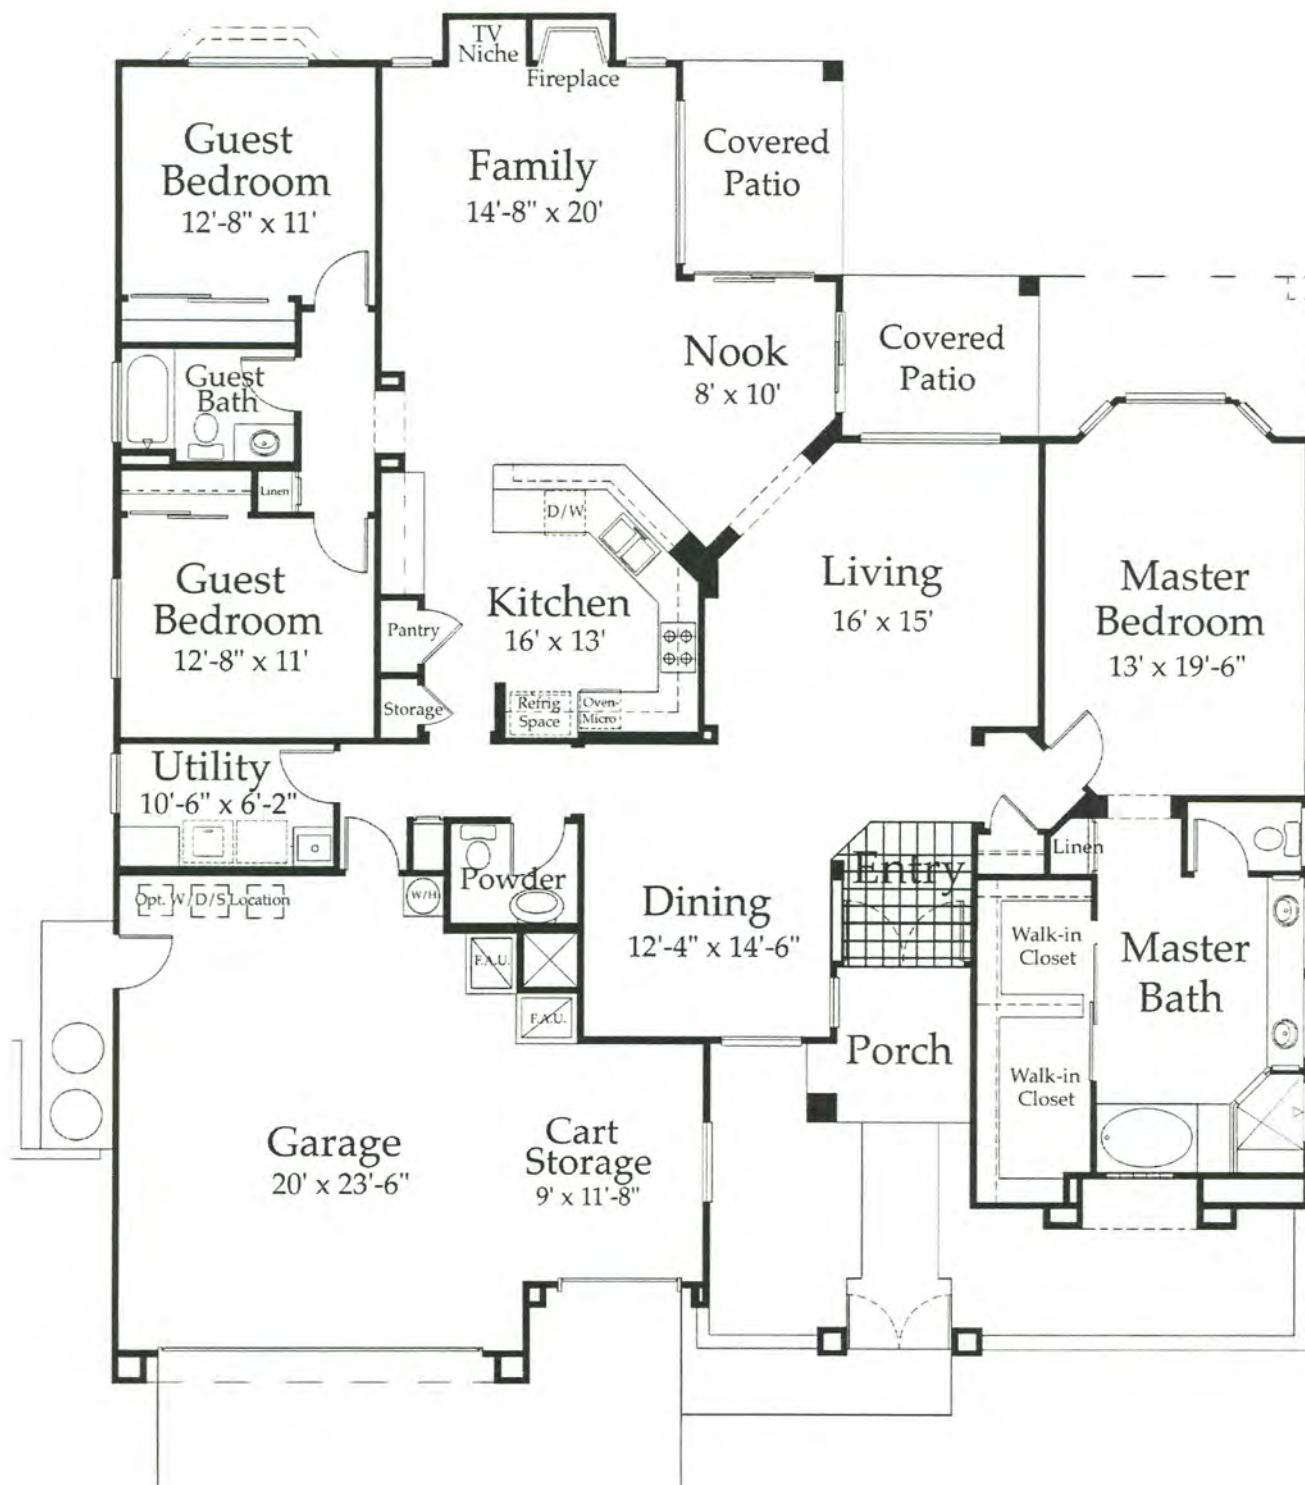 TV
Niche
Fireplace
Guest
Bedroom
12'-8" x 11'
Family
14'-8" x 20'
Covered
Patio
Guest
Bath
Nook
8' x 10'
Covered
Patio
Linen
D/W
Guest
Bedroom
12'-8" x 11'
Pantry
Kitchen
16' x 13'
Living
16' x 15'
Master
Bedroom
13' x 19'-6"
Storage
Refrig
Space
Oven-
Micro
Utility
10'-6" x 6'-2"
Powder
Entry
Linen
Opt. W/D/S Location
W/H
Dining
12'-4" x 14'-6"
Walk-in
Closet
Master
Bath
F.A.U.
F.A.U.
Porch
Walk-in
Closet
Garage
20' x 23'-6"
Cart
Storage
9' x 11'-8"